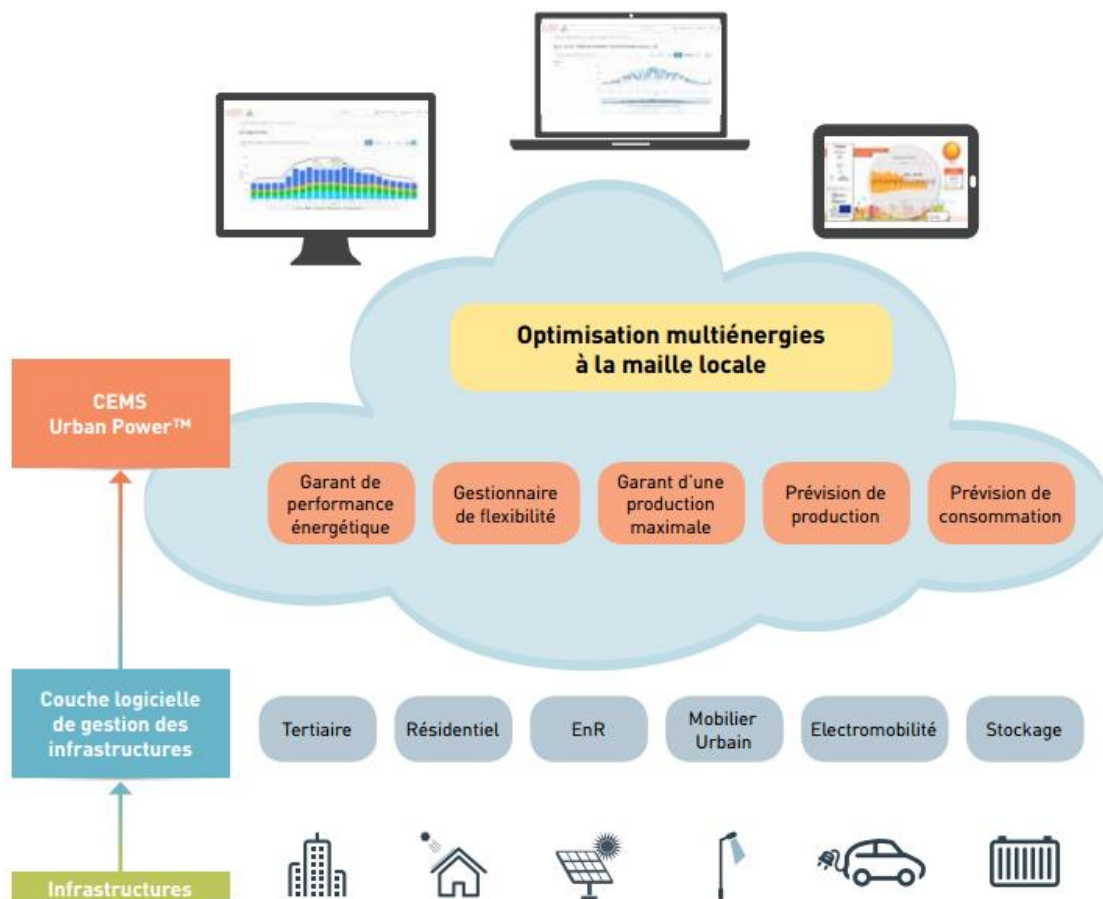 Optimisation multiénergies
à la maille locale
CEMS
Urban Power™
Garant de
performance
énergétique
Gestionnaire
de flexibilité
Garant d'une
production
maximale
Prévision de
production
Prévision de
consommation
Couche logicielle
de gestion des
infrastructures
Tertiaire
Résidentiel
EnR
Mobilier
Urbain
Electromobilité
Stockage
Infrastructures